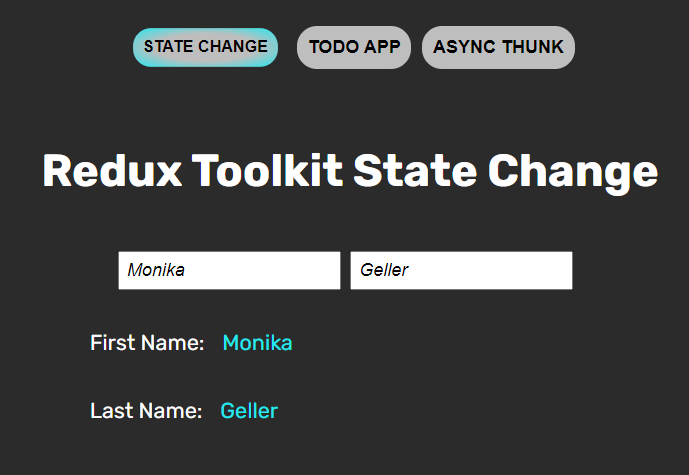 STATE CHANGE TODO APP ASYNC THUNK
Redux Toolkit State Change
Monika Geller
First Name: Monika
Last Name: Geller